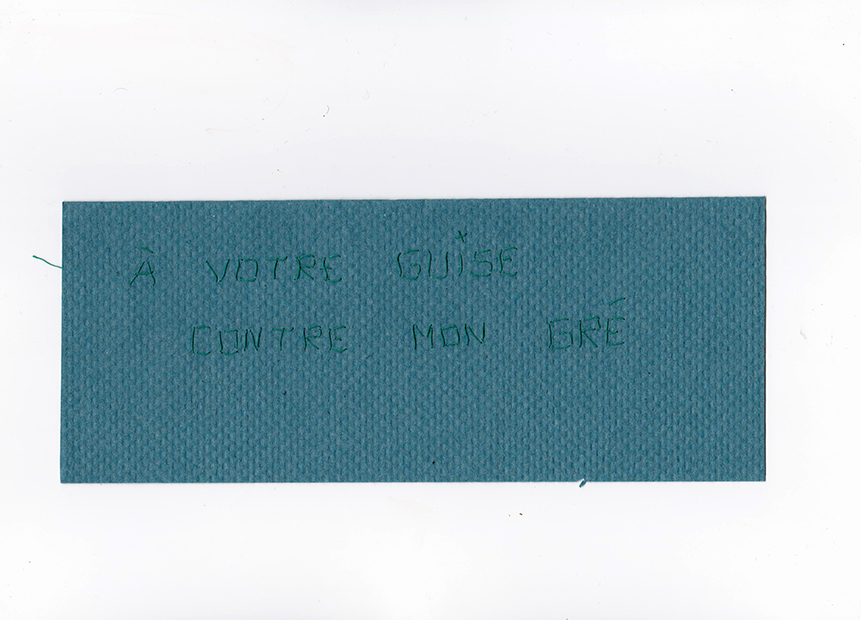 À VOTRE GUISE
CONTRE MON GRÉ